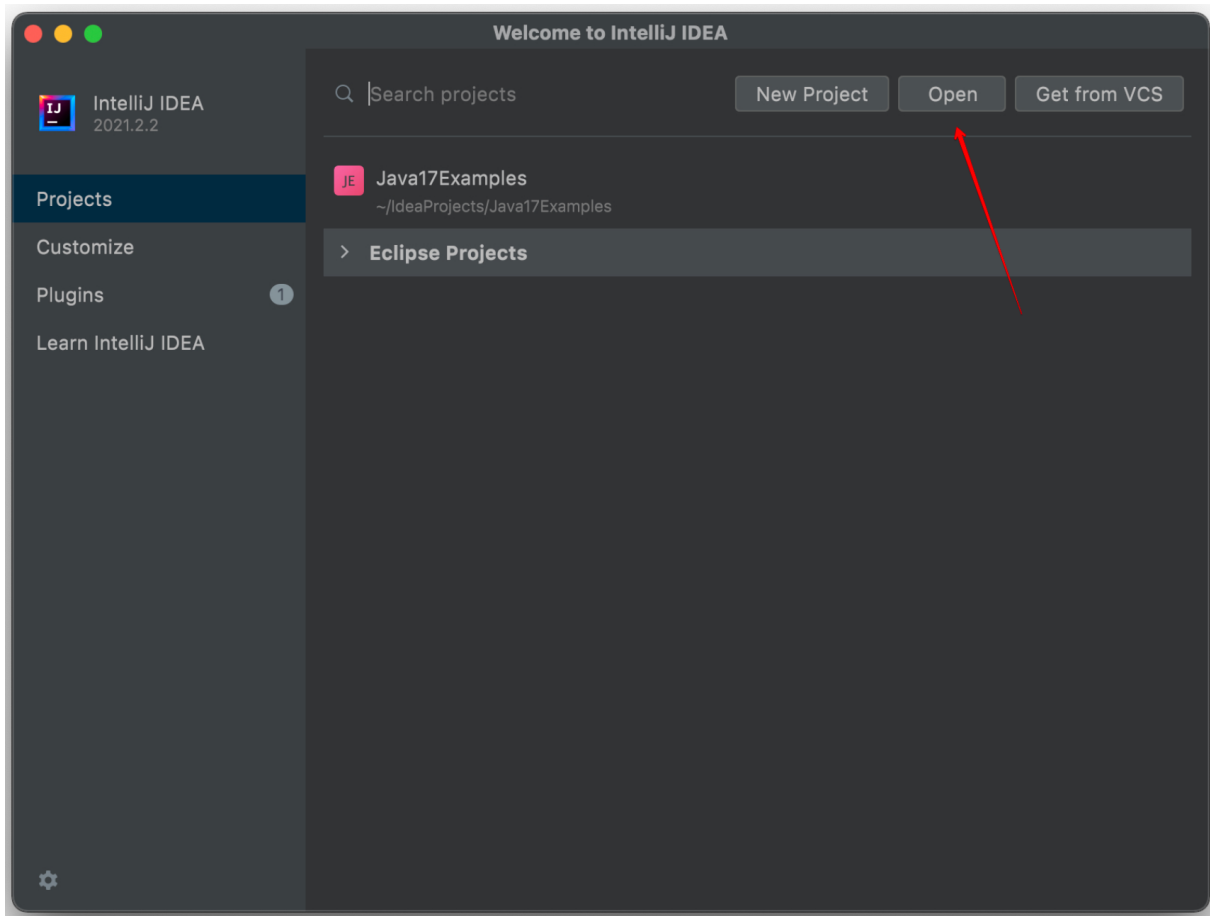 Welcome to IntelliJ IDEA
IJ
IntelliJ IDEA
2021.2.2
Search projects
New Project
Open
Get from VCS
Projects
Customize
Plugins
1
Learn IntelliJ IDEA
JE
Java17Examples
~/IdeaProjects/Java17Examples
Eclipse Projects